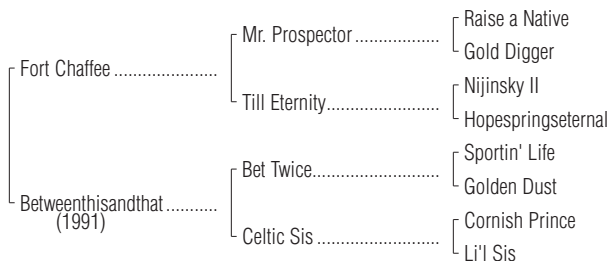 Raise a Native
Mr. Prospector ..................
Gold Digger
Fort Chaffee ......................
Nijinsky II
Till Eternity........................
Hopespringseternal
Sportin' Life
Bet Twice...........................
Golden Dust
Betweenthisandthat ...........
(1991)
Cornish Prince
Celtic Sis ..........................
Li'l Sis